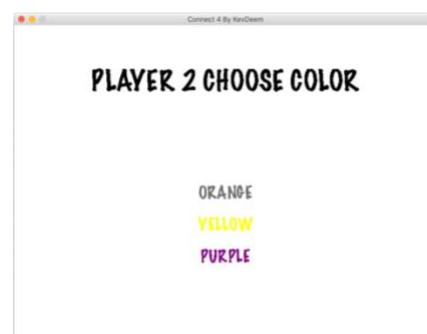 Connect 4 By KevDeem
PLAYER 2 CHOOSE COLOR
ORANGE
YELLOW
PURPLE